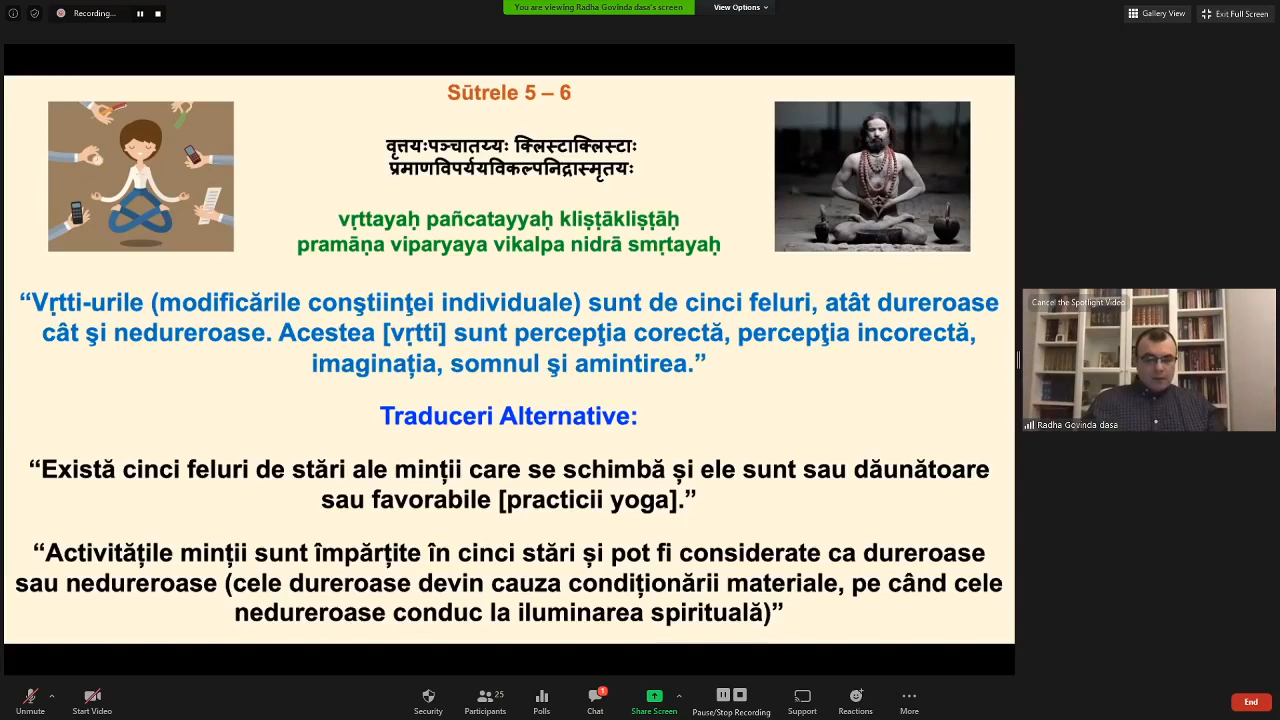 Recording...
You are viewing Radha Govinda dasa's screen
View Options
Gallery View
Exit Full Screen
Sūtrele 5 – 6
वृत्तयःपञ्चातय्यः क्लिस्टाक्लिस्टाः
प्रमाणविपर्ययविकल्पनिद्रास्मृतयः
vṛttayaḥ pañcatayyaḥ kliṣṭākliṣṭāḥ
pramāṇa viparyaya vikalpa nidrā smṛtayaḥ
“Vṛtti-urile (modificările conştiinţei individuale) sunt de cinci feluri, atât dureroase
cât şi nedureroase. Acestea [vṛtti] sunt percepţia corectă, percepţia incorectă,
imaginația, somnul şi amintirea.”
Traduceri Alternative:
“Există cinci feluri de stări ale minții care se schimbă și ele sunt sau dăunătoare
sau favorabile [practicii yoga].”
“Activitățile minții sunt împărțite în cinci stări și pot fi considerate ca dureroase
sau nedureroase (cele dureroase devin cauza condiționării materiale, pe când cele
nedureroase conduc la iluminarea spirituală)”
Cancel the Spotlight Video
Radha Govinda dasa
Unmute
Start Video
Security
Participants
25
Polls
Chat
1
Share Screen
Pause/Stop Recording
Support
Reactions
More
End